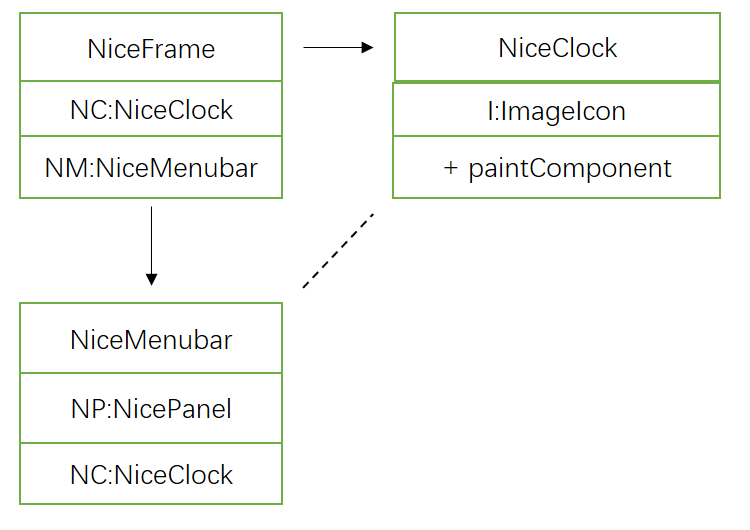 NiceFrame
NC:NiceClock
NM:NiceMenubar
NiceClock
I:ImageIcon
+ paintComponent
NiceMenubar
NP:NicePanel
NC:NiceClock